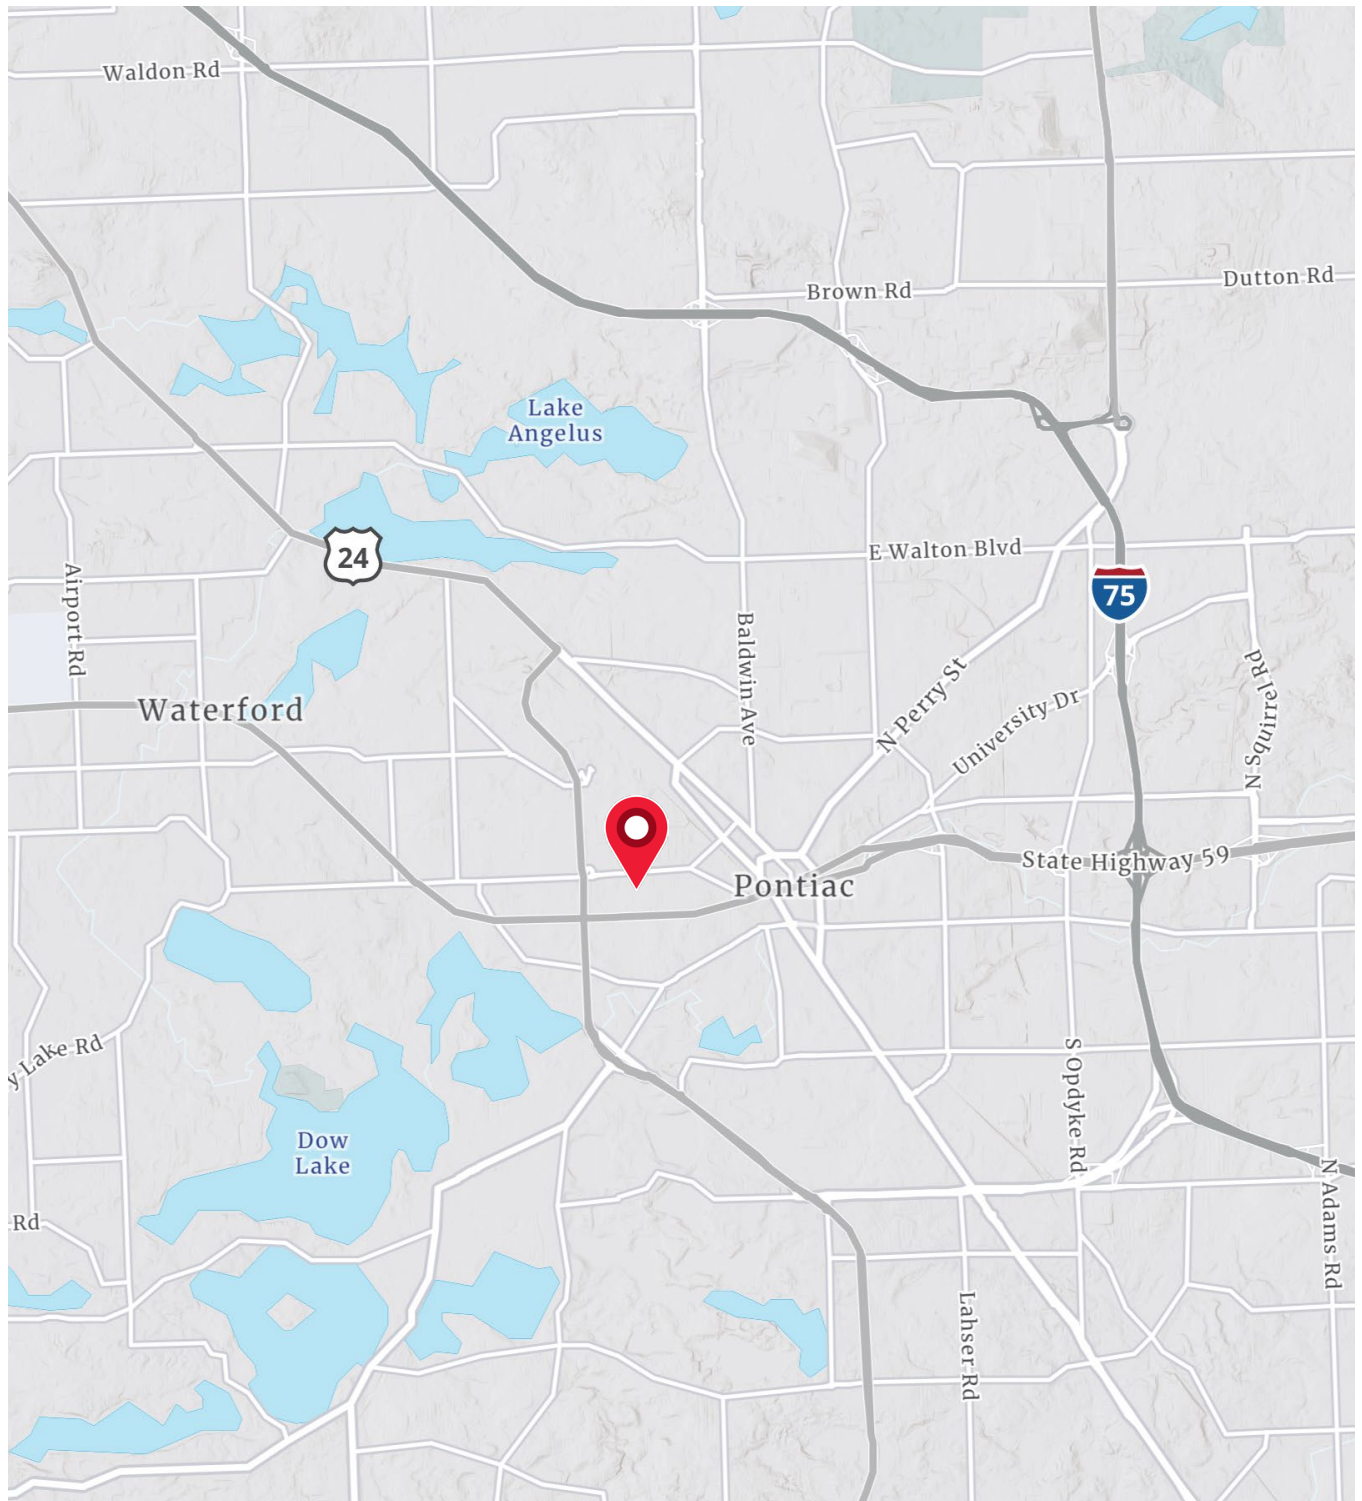 Waldon Rd
Dutton Rd
Brown Rd
Lake
Angelus
E Walton Blvd
24
75
Airport Rd
Baldwin Ave
N Perry St
University Dr
N Squirrel Rd
Waterford
State Highway 59
Pontiac
y Lake Rd
S Opdyke Rd
Dow
Lake
Rd
N Adams Rd
Lahser Rd